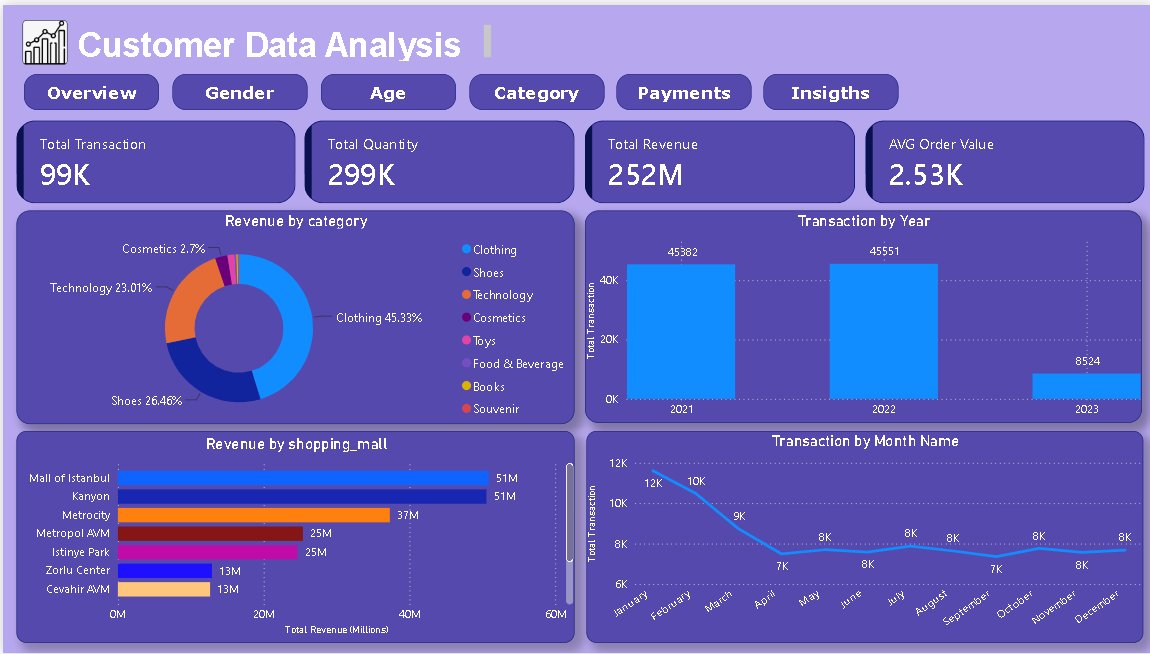 Customer Data Analysis
Overview
Gender
Age
Category
Payments
Insigths
Total Transaction
99K
Total Quantity
299K
Total Revenue
252M
AVG Order Value
2.53K
Revenue by category
Cosmetics 2.7%
Technology 23.01%
Clothing 45.33%
Shoes 26.46%
Clothing
Shoes
Technology
Cosmetics
Toys
Food & Beverage
Books
Souvenir
Transaction by Year
Total Transaction
40K
20K
0K
45382
45551
8524
2021
2022
2023
Revenue by shopping_mall
Mall of Istanbul 51M
Kanyon 51M
Metrocity 37M
Metropol AVM 25M
Istinye Park 25M
Zorlu Center 13M
Cevahir AVM 13M
0M 20M 40M 60M
Total Revenue (Millions)
Transaction by Month Name
Total Transaction
12K
10K
8K
6K
12K
10K
9K
7K
8K
8K
8K
8K
7K
8K
8K
8K
January
February
March
April
May
June
July
August
September
October
November
December